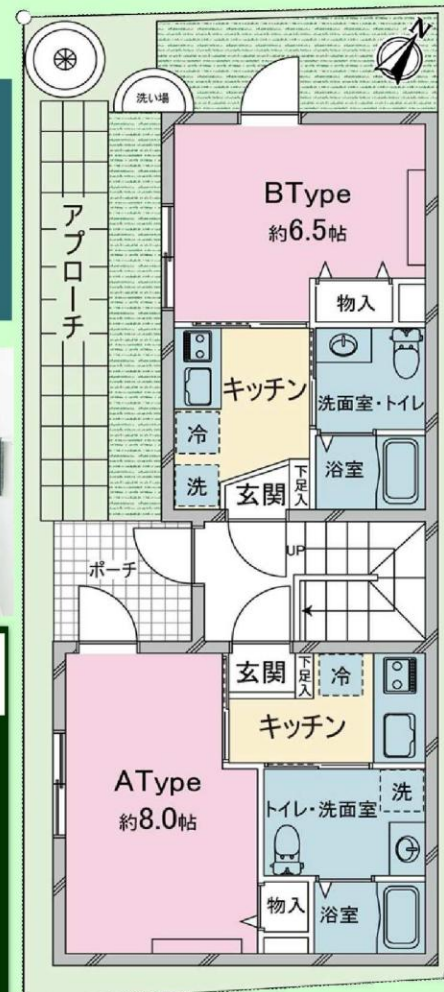 N
洗い場
アプローチ
BType
約6.5帖
物入
キッチン
洗面室・トイレ
冷
洗
玄関
下足入
浴室
ポーチ
UP
玄関
下足入
冷
キッチン
AType
約8.0帖
トイレ・洗面室
洗
物入
浴室